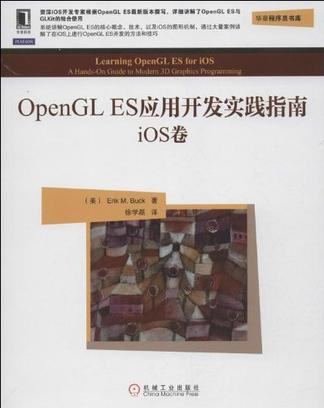 华章程序员书库
PEARSON
资深iOS开发专家根据OpenGL ES最新版本撰写，详细讲解了OpenGL ES与
GLKit的结合使用
系统讲解OpenGL ES的核心概念、技术，以及iOS的图形机制，通过大量案例讲
解了在iOS上进行OpenGL ES开发的方法和技巧
Learning OpenGL ES for iOS
A Hands-On Guide to Modern 3D Graphics Programming
OpenGL ES应用开发实践指南
iOS卷
（美） Erik M. Buck 著
徐学磊 译
机械工业出版社
China Machine Press